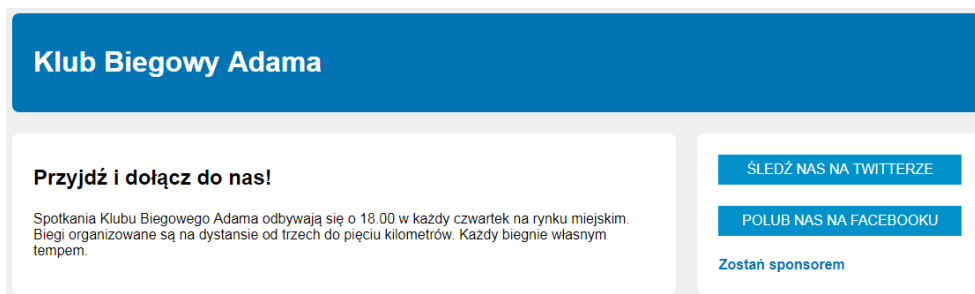 Klub Biegowy Adama
Przyjdź i dołącz do nas!
Spotkania Klubu Biegowego Adama odbywają się o 18.00 w każdy czwartek na rynku miejskim.
Biegi organizowane są na dystansie od trzech do pięciu kilometrów. Każdy biegnie własnym
tempem.
ŚLEDŹ NAS NA TWITTERZE
POLUB NAS NA FACEBOOKU
Zostań sponsorem